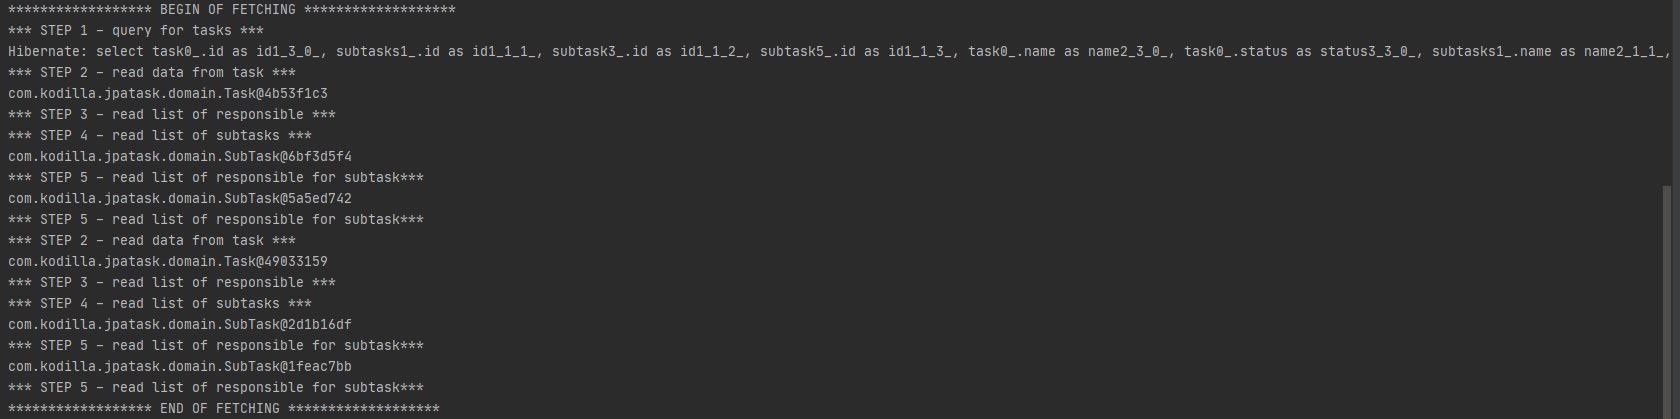 ****************** BEGIN OF FETCHING *******************
*** STEP 1 – query for tasks ***
Hibernate: select task0_.id as id1_3_0_, subtasks1_.id as id1_1_1_, subtask3_.id as id1_1_2_, subtask5_.id as id1_1_3_, task0_.name as name2_3_0_, task0_.status as status3_3_0_, subtasks1_.name as name2_1_1_,
*** STEP 2 – read data from task ***
com.kodilla.jpatask.domain.Task@4b53f1c3
*** STEP 3 – read list of responsible ***
*** STEP 4 – read list of subtasks ***
com.kodilla.jpatask.domain.SubTask@6bf3d5f4
*** STEP 5 – read list of responsible for subtask***
com.kodilla.jpatask.domain.SubTask@5a5ed742
*** STEP 5 – read list of responsible for subtask***
*** STEP 2 – read data from task ***
com.kodilla.jpatask.domain.Task@49033159
*** STEP 3 – read list of responsible ***
*** STEP 4 – read list of subtasks ***
com.kodilla.jpatask.domain.SubTask@2d1b16df
*** STEP 5 – read list of responsible for subtask***
com.kodilla.jpatask.domain.SubTask@1feac7bb
*** STEP 5 – read list of responsible for subtask***
****************** END OF FETCHING *******************